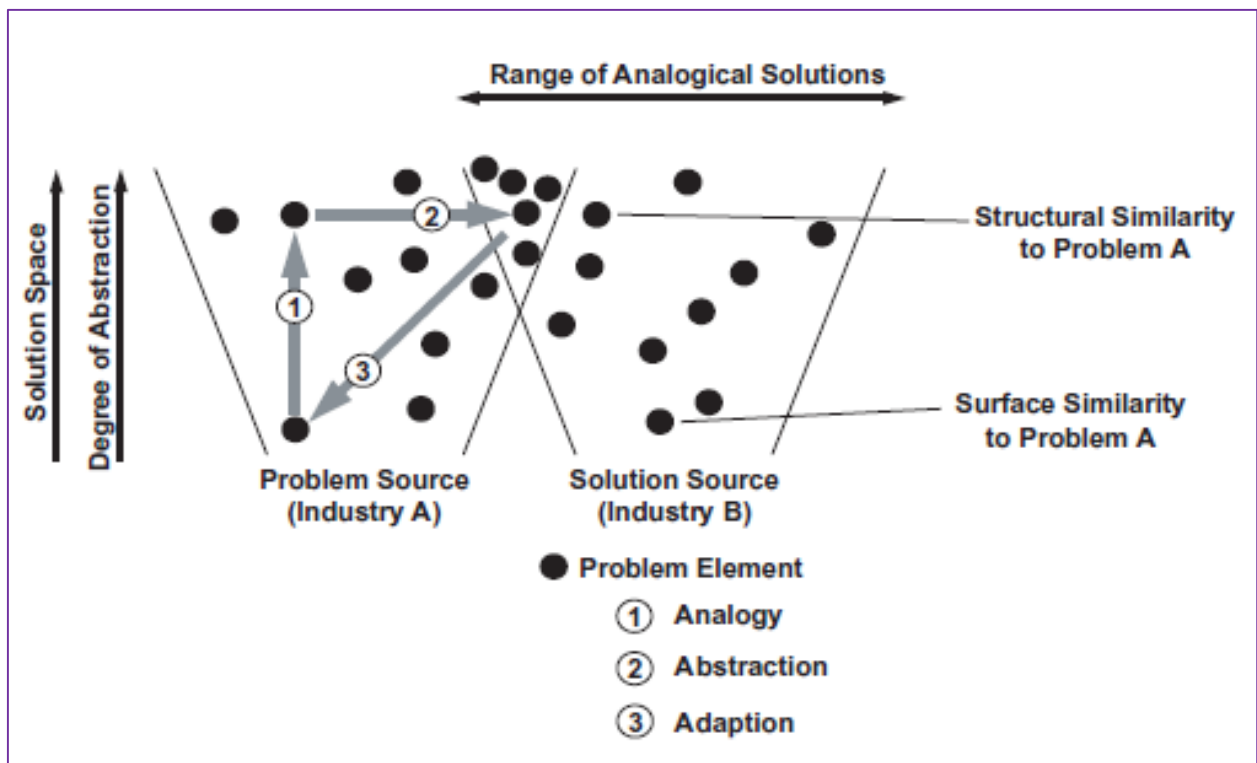 Range of Analogical Solutions
Solution Space
Degree of Abstraction
2
1
3
Structural Similarity
to Problem A
Surface Similarity
to Problem A
Problem Source
(Industry A)
Solution Source
(Industry B)
Problem Element
1 Analogy
2 Abstraction
3 Adaption